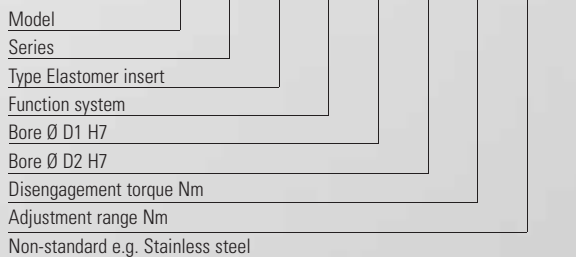 Model
Series
Type Elastomer insert
Function system
Bore Ø D1 H7
Bore Ø D2 H7
Disengagement torque Nm
Adjustment range Nm
Non-standard e.g. Stainless steel